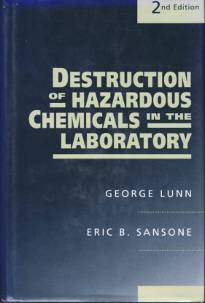 2nd Edition
DESTRUCTION
OF HAZARDOUS
CHEMICALS IN THE
LABORATORY
GEORGE LUNN
ERIC B. SANSONE